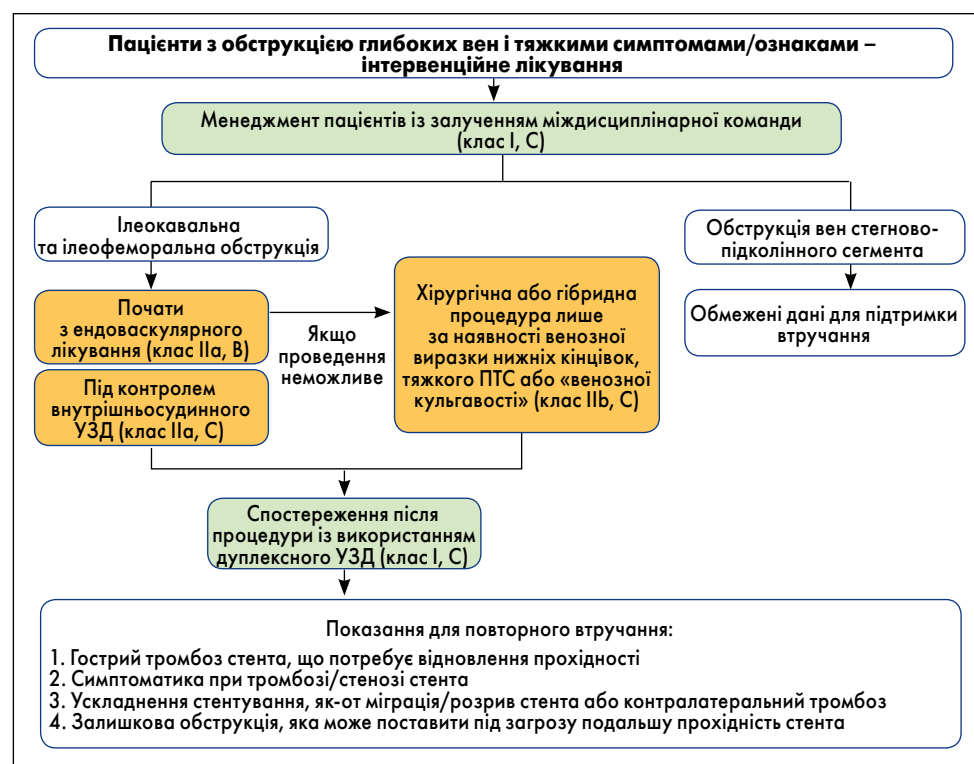 Пацієнти з обструкцією глибоких вен і тяжкими симптомами/ознаками –
інтервенційне лікування
Менеджмент пацієнтів із залученням міждисциплінарної команди
(клас I, C)
Ілеокавальна
та ілеофеморальна обструкція
Обструкція вен стегново-
підколінного сегмента
Почати
з ендоваскулярного
лікування (клас IIa, B)
Якщо
проведення
неможливе
Хірургічна або гібридна
процедура лише
за наявності венозної
виразки нижніх кінцівок,
тяжкого ПТС або «венозної
кульгавості» (клас IIb, C)
Обмежені дані для підтримки
втручання
Під контролем
внутрішньосудинного
УЗД (клас IIa, C)
Спостереження після
процедури із використанням
дуплексного УЗД (клас I, C)
Показання для повторного втручання:
1. Гострий тромбоз стента, що потребує відновлення прохідності
2. Симптоматика при тромбозі/стенозі стента
3. Ускладнення стентування, як-от міграція/розрив стента або контралатеральний тромбоз
4. Залишкова обструкція, яка може поставити під загрозу подальшу прохідність стента